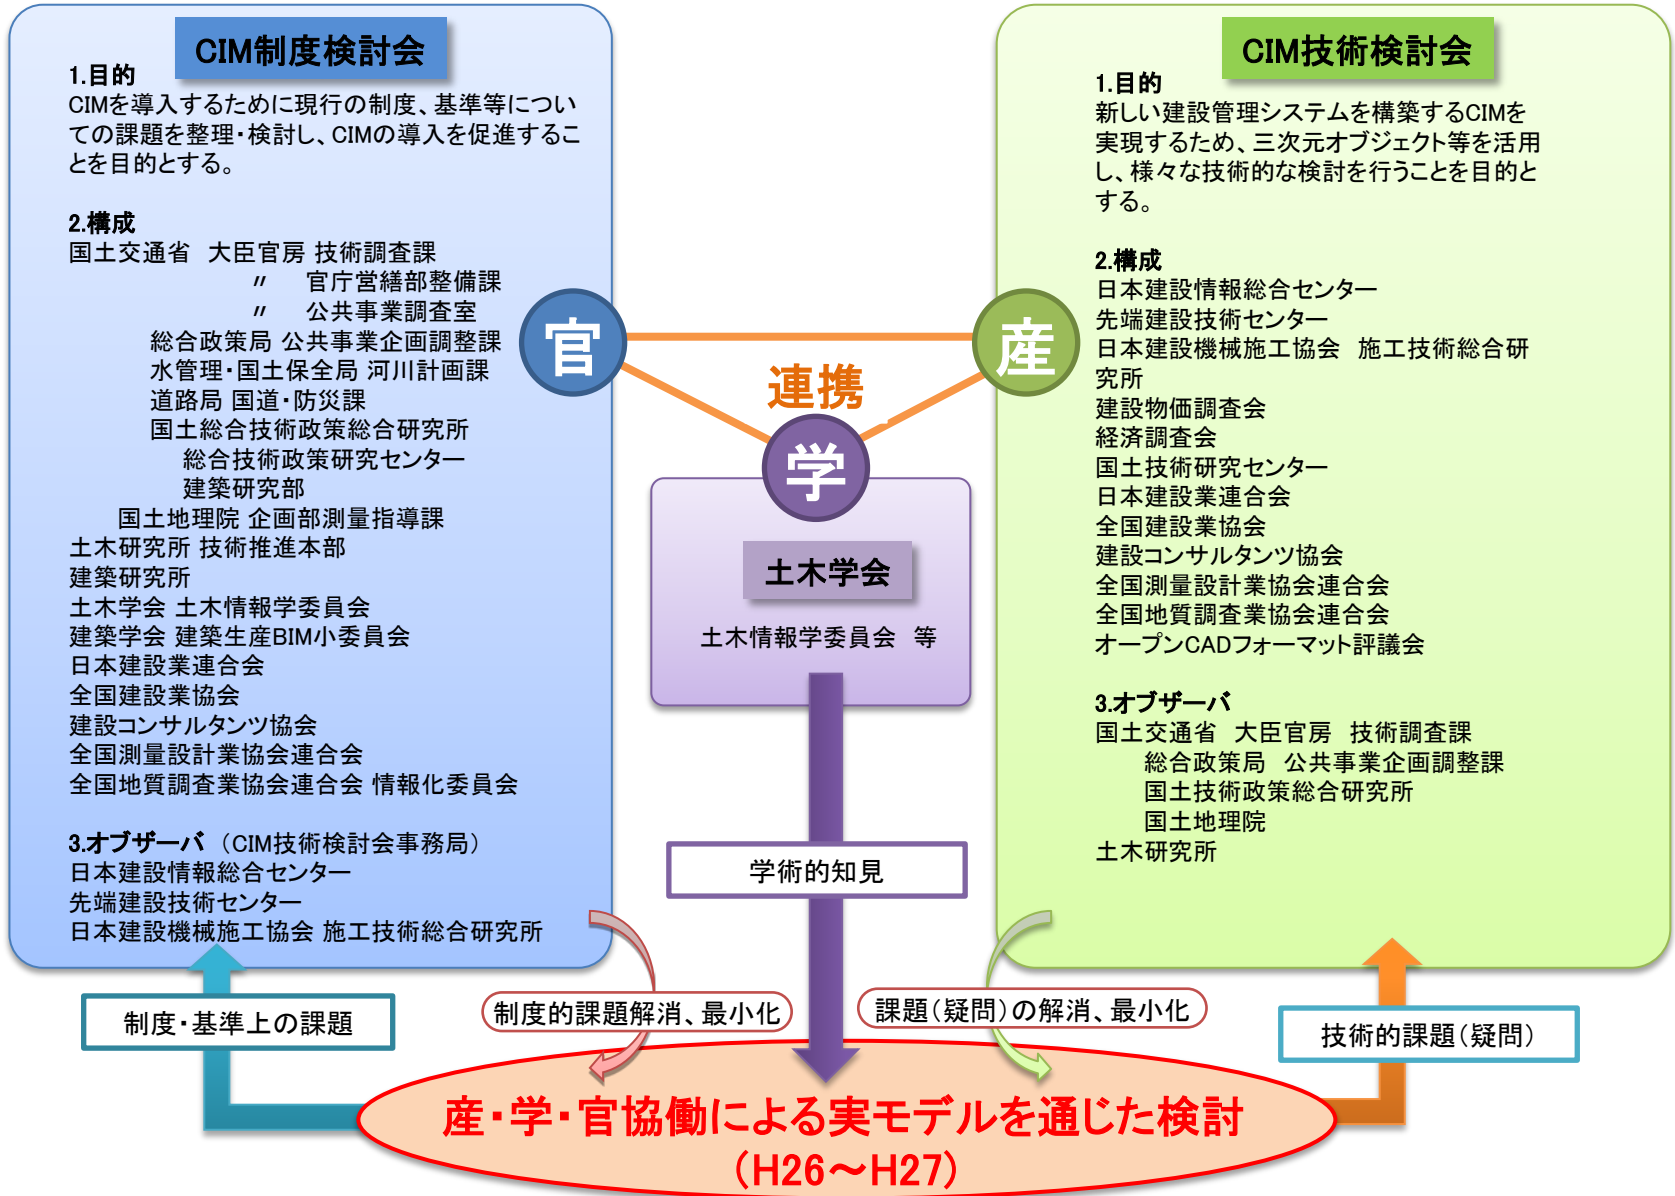 CIM制度検討会
1.目的
CIMを導入するために現行の制度、基準等につい
ての課題を整理・検討し、CIMの導入を促進するこ
とを目的とする。
2.構成
国土交通省　大臣官房 技術調査課
〃　官庁営繕部整備課
〃　公共事業調査室
総合政策局 公共事業企画調整課
水管理・国土保全局 河川計画課
道路局 国道・防災課
国土総合技術政策総合研究所
総合技術政策研究センター
建築研究部
国土地理院 企画部測量指導課
土木研究所 技術推進本部
建築研究所
土木学会 土木情報学委員会
建築学会 建築生産BIM小委員会
日本建設業連合会
全国建設業協会
建設コンサルタンツ協会
全国測量設計業協会連合会
全国地質調査業協会連合会 情報化委員会
3.オブザーバ（CIM技術検討会事務局）
日本建設情報総合センター
先端建設技術センター
日本建設機械施工協会 施工技術総合研究所
官
産
連携
学
土木学会
土木情報学委員会　等
CIM技術検討会
1.目的
新しい建設管理システムを構築するCIMを
実現するため、三次元オブジェクト等を活用
し、様々な技術的な検討を行うことを目的と
する。
2.構成
日本建設情報総合センター
先端建設技術センター
日本建設機械施工協会　施工技術総合研
究所
建設物価調査会
経済調査会
国土技術研究センター
日本建設業連合会
全国建設業協会
建設コンサルタンツ協会
全国測量設計業協会連合会
全国地質調査業協会連合会
オープンCADフォーマット評議会
3.オブザーバ
国土交通省　大臣官房　技術調査課
総合政策局　公共事業企画調整課
国土技術政策総合研究所
国土地理院
土木研究所
学術的知見
制度・基準上の課題
制度的課題解消、最小化
課題（疑問）の解消、最小化
技術的課題（疑問）
産・学・官協働による実モデルを通じた検討
（H26～H27）